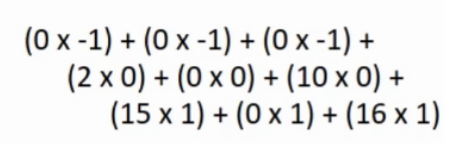 (0 x -1) + (0 x -1) + (0 x -1) +
(2 x 0) + (0 x 0) + (10 x 0) +
(15 x 1) + (0 x 1) + (16 x 1)